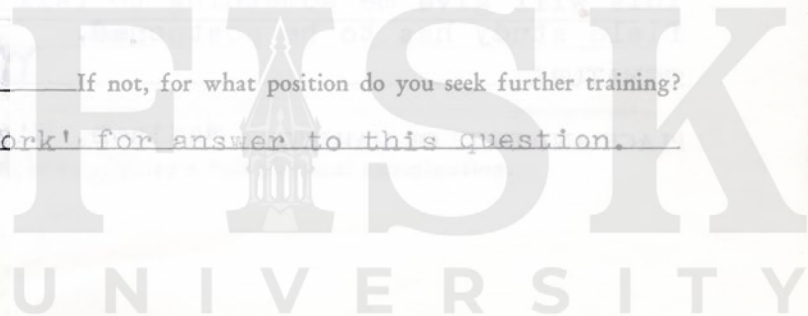 If not, for what position do you seek further training?
ork' for answer to this question.
FISK
UNIVERSITY